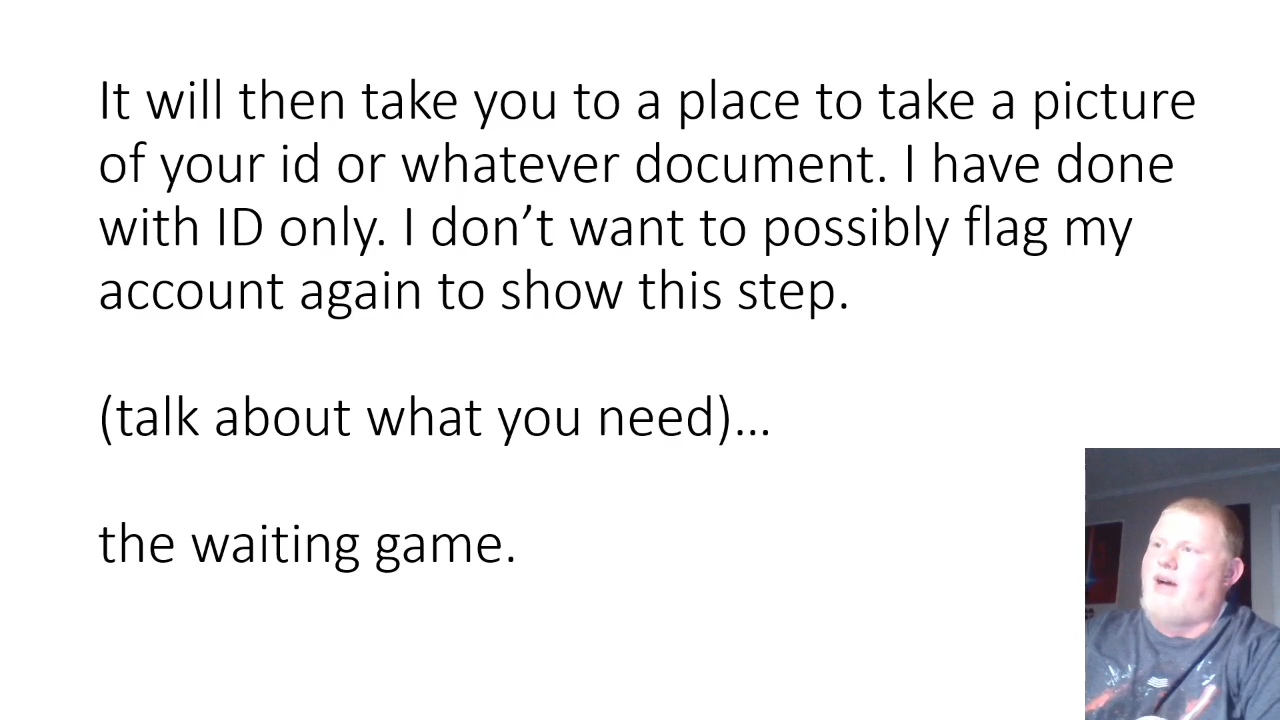 It will then take you to a place to take a picture
of your id or whatever document. I have done
with ID only. I don’t want to possibly flag my
account again to show this step.
(talk about what you need)…
the waiting game.